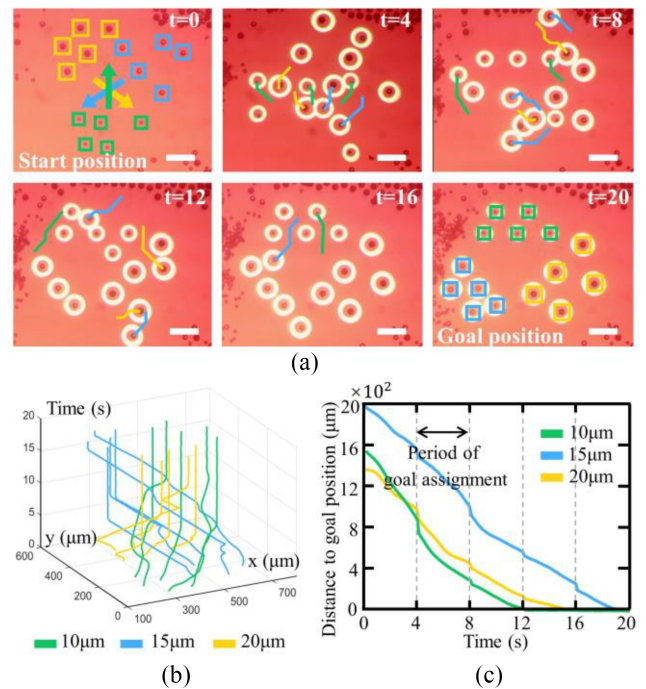 t=0
t=4
t=8
Start position
t=12
t=16
t=20
Goal position
(a)
Time (s)
20
15
10
5
0
y (μm)
600
400
200
0
x (μm)
100
300
500
700
10μm
15μm
20μm
(b)
×10²
Distance to goal position (μm)
20
16
12
8
4
0
Period of
goal assignment
10μm
15μm
20μm
0
4
8
12
16
20
Time (s)
(c)